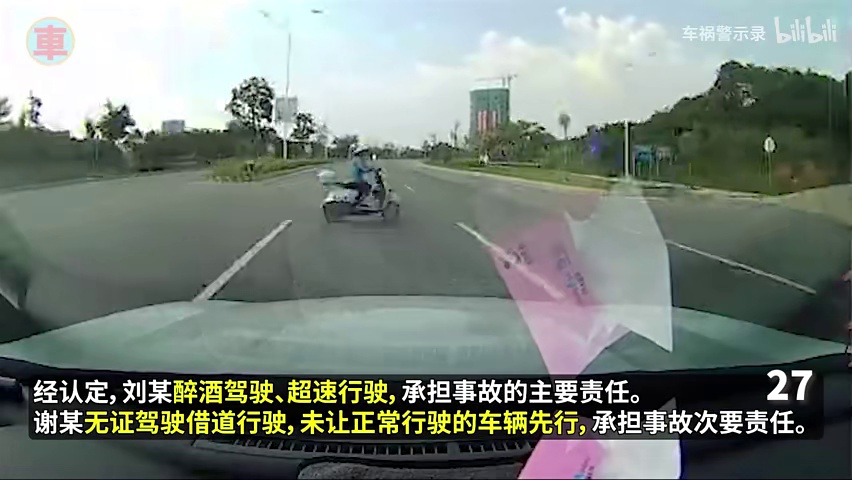 車
车祸警示录 bilibili
27
经认定,刘某醉酒驾驶、超速行驶,承担事故的主要责任。
谢某无证驾驶借道行驶,未让正常行驶的车辆先行,承担事故次要责任。